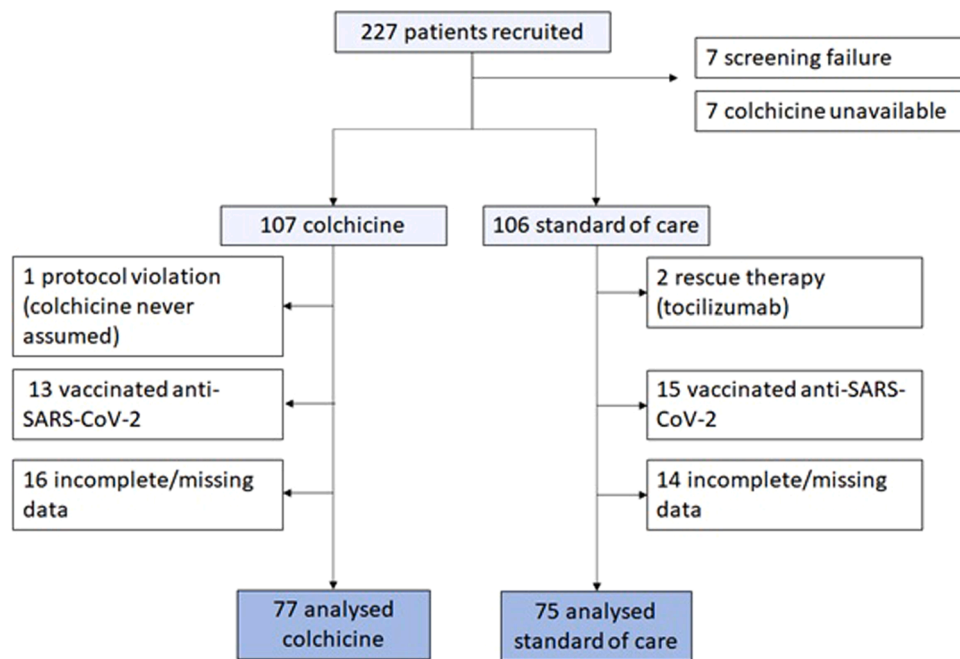 227 patients recruited
7 screening failure
7 colchicine unavailable
107 colchicine
106 standard of care
1 protocol violation
(colchicine never
assumed)
2 rescue therapy
(tocilizumab)
13 vaccinated anti-
SARS-CoV-2
15 vaccinated anti-SARS-
CoV-2
16 incomplete/missing
data
14 incomplete/missing
data
77 analysed
colchicine
75 analysed
standard of care